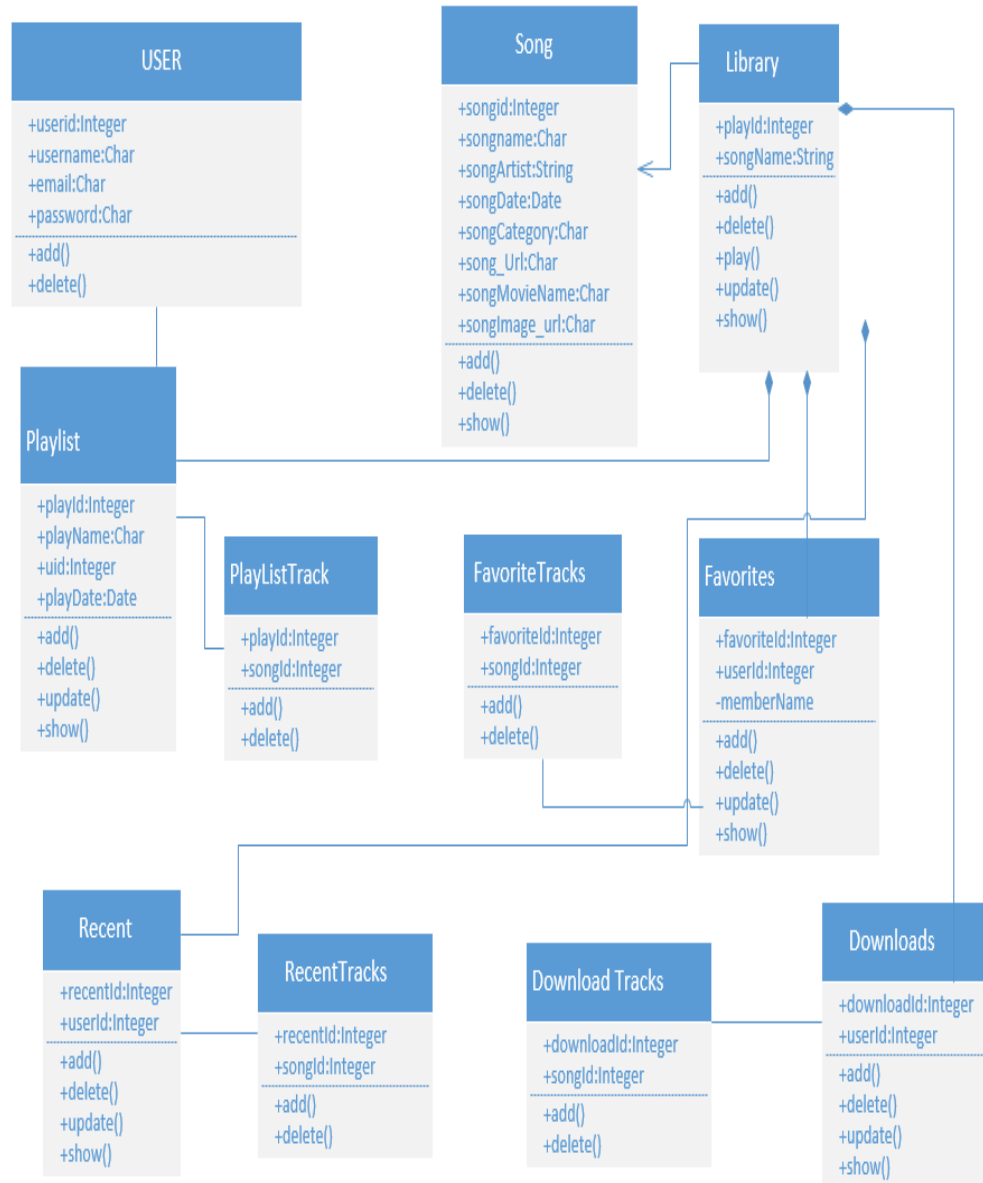 USER
+userid:Integer
+username:Char
+email:Char
+password:Char
+add()
+delete()
Song
+songid:Integer
+songname:Char
+songArtist:String
+songDate:Date
+songCategory:Char
+song_Url:Char
+songMovieName:Char
+songImage_url:Char
+add()
+delete()
+show()
Library
+playId:Integer
+songName:String
+add()
+delete()
+play()
+update()
+show()
Playlist
+playId:Integer
+playName:Char
+uid:Integer
+playDate:Date
+add()
+delete()
+update()
+show()
PlayListTrack
+playId:Integer
+songId:Integer
+add()
+delete()
FavoriteTracks
+favoriteId:Integer
+songId:Integer
+add()
+delete()
Favorites
+favoriteId:Integer
+userId:Integer
-memberName
+add()
+delete()
+update()
+show()
Recent
+recentId:Integer
+userId:Integer
+add()
+delete()
+update()
+show()
RecentTracks
+recentId:Integer
+songId:Integer
+add()
+delete()
Download Tracks
+downloadId:Integer
+songId:Integer
+add()
+delete()
Downloads
+downloadId:Integer
+userId:Integer
+add()
+delete()
+update()
+show()